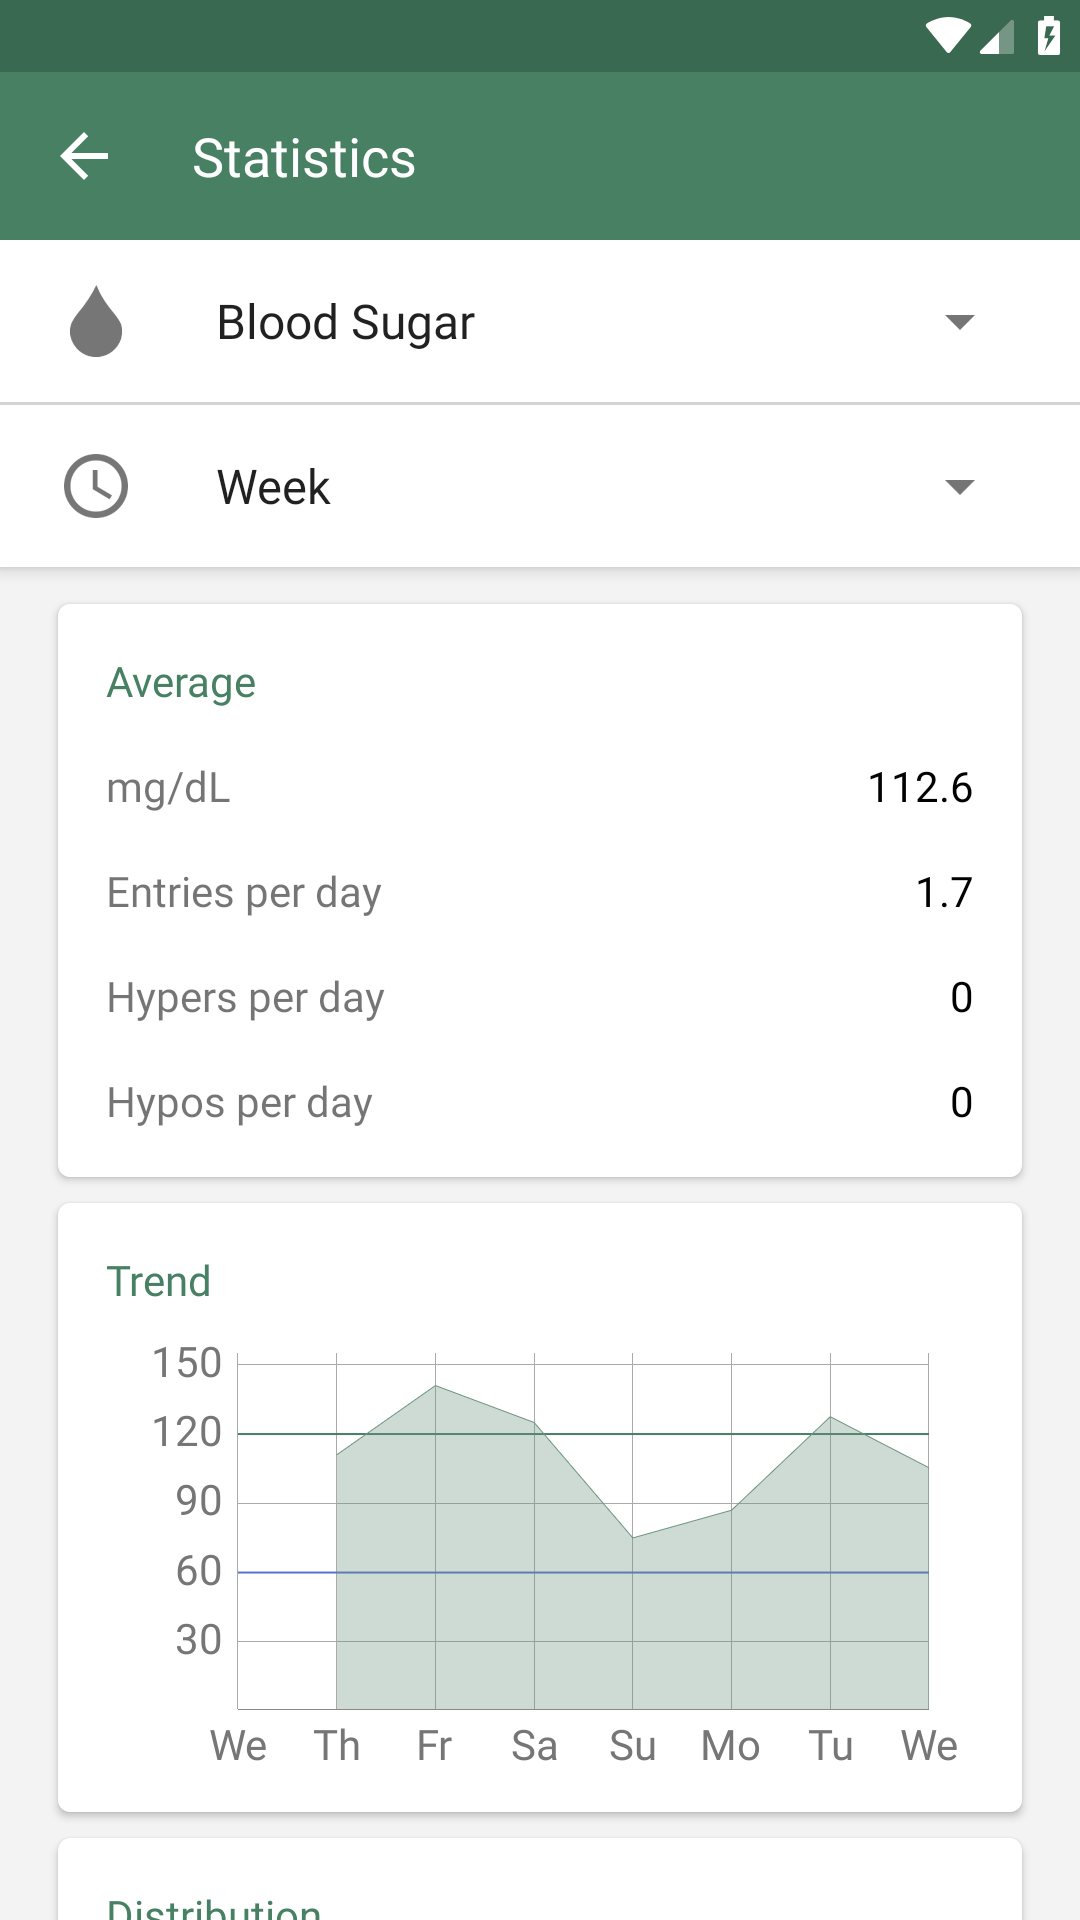 Statistics
Blood Sugar
Week
Average
mg/dL 112.6
Entries per day 1.7
Hypers per day 0
Hypos per day 0
Trend
150
120
90
60
30
We Th Fr Sa Su Mo Tu We
Distribution